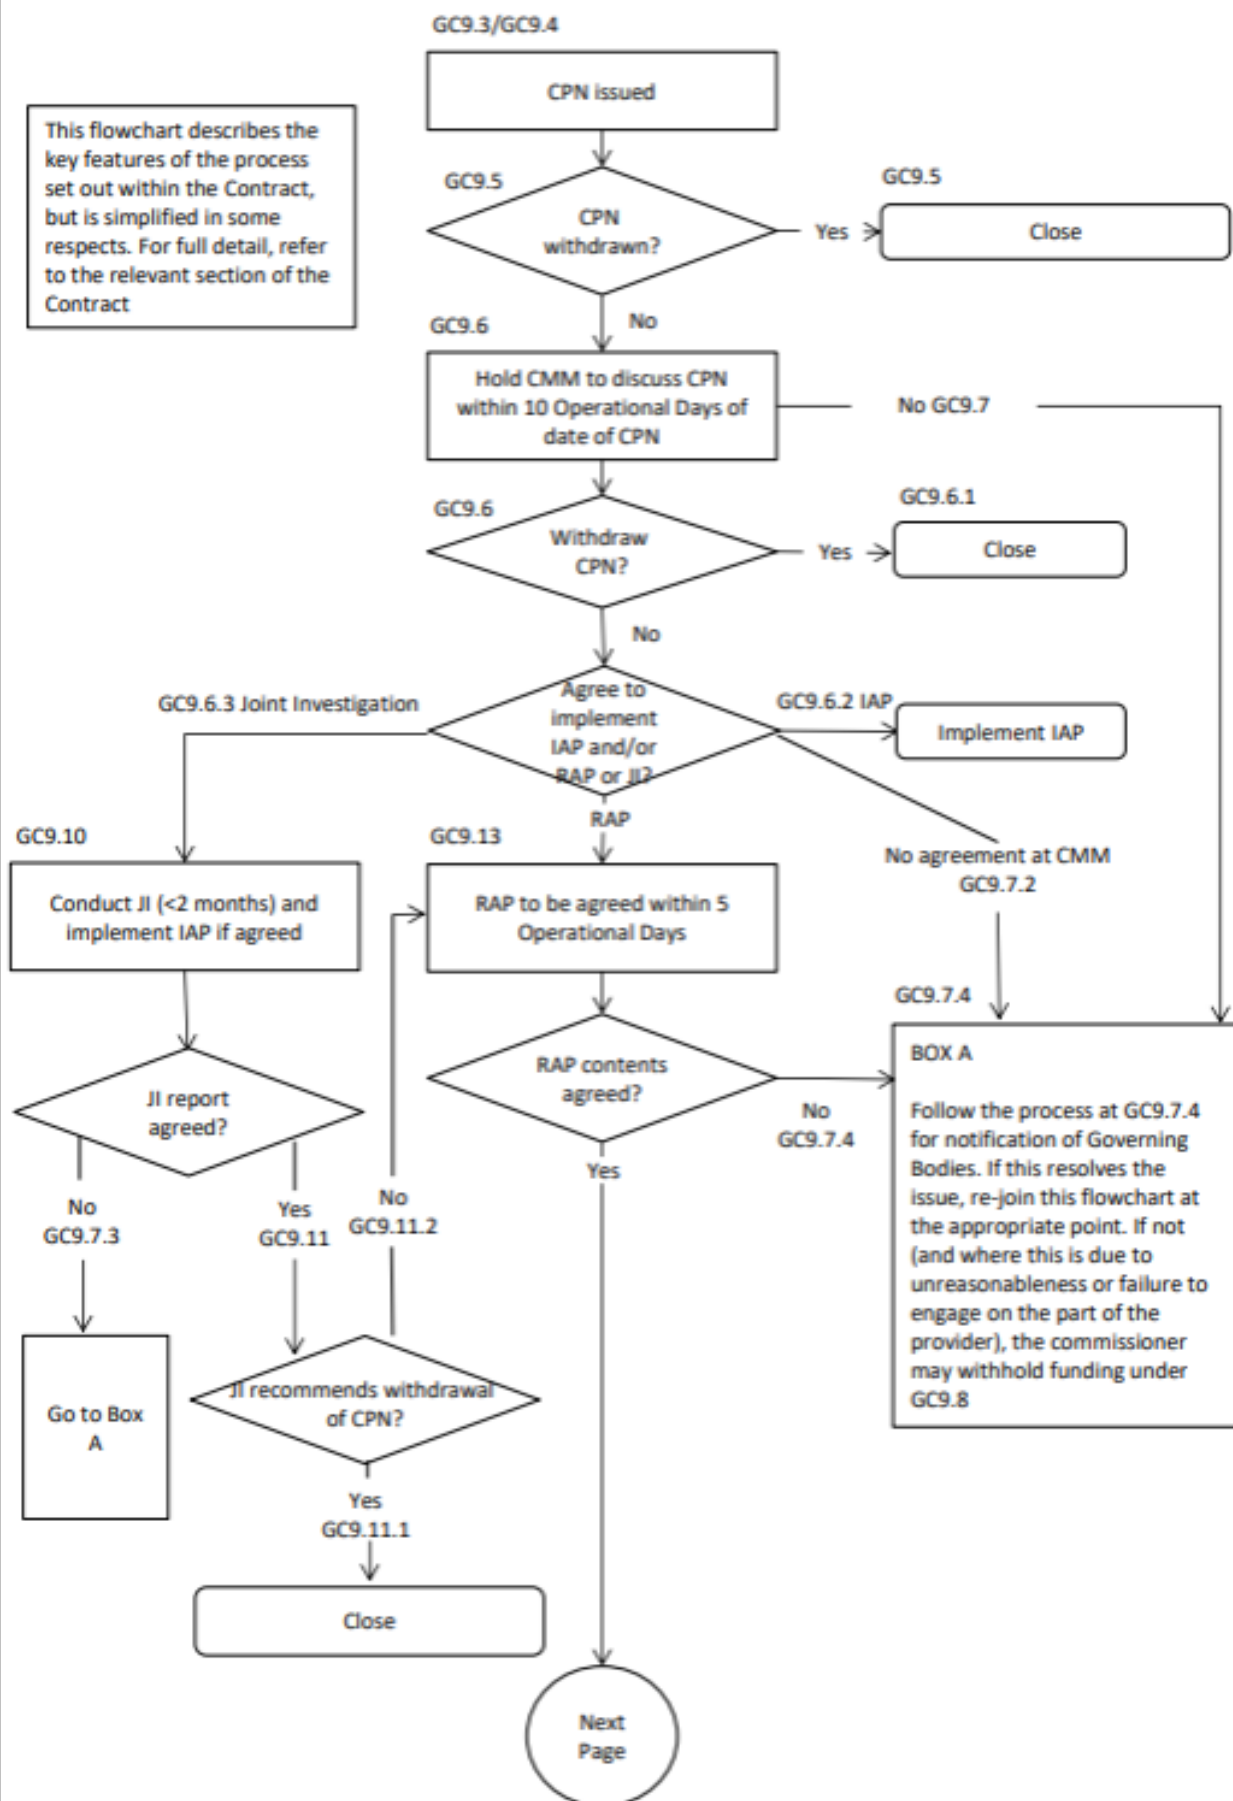 GC9.3/GC9.4
CPN issued
This flowchart describes the
key features of the process
set out within the Contract,
but is simplified in some
respects. For full detail, refer
to the relevant section of the
Contract
GC9.5
CPN
withdrawn?
Yes
GC9.5
Close
No
GC9.6
Hold CMM to discuss CPN
within 10 Operational Days of
date of CPN
No GC9.7
GC9.6
Withdraw
CPN?
Yes
GC9.6.1
Close
No
GC9.6.3 Joint Investigation
Agree to
implement
IAP and/or
RAP or JI?
GC9.6.2 IAP
Implement IAP
RAP
No agreement at CMM
GC9.7.2
GC9.10
Conduct JI (<2 months) and
implement IAP if agreed
GC9.13
RAP to be agreed within 5
Operational Days
JI report
agreed?
RAP contents
agreed?
No
GC9.7.4
GC9.7.4
BOX A
Follow the process at GC9.7.4
for notification of Governing
Bodies. If this resolves the
issue, re-join this flowchart at
the appropriate point. If not
(and where this is due to
unreasonableness or failure to
engage on the part of the
provider), the commissioner
may withhold funding under
GC9.8
No
GC9.7.3
Yes
GC9.11
No
GC9.11.2
Yes
Go to Box
A
JI recommends withdrawal
of CPN?
Yes
GC9.11.1
Close
Next
Page